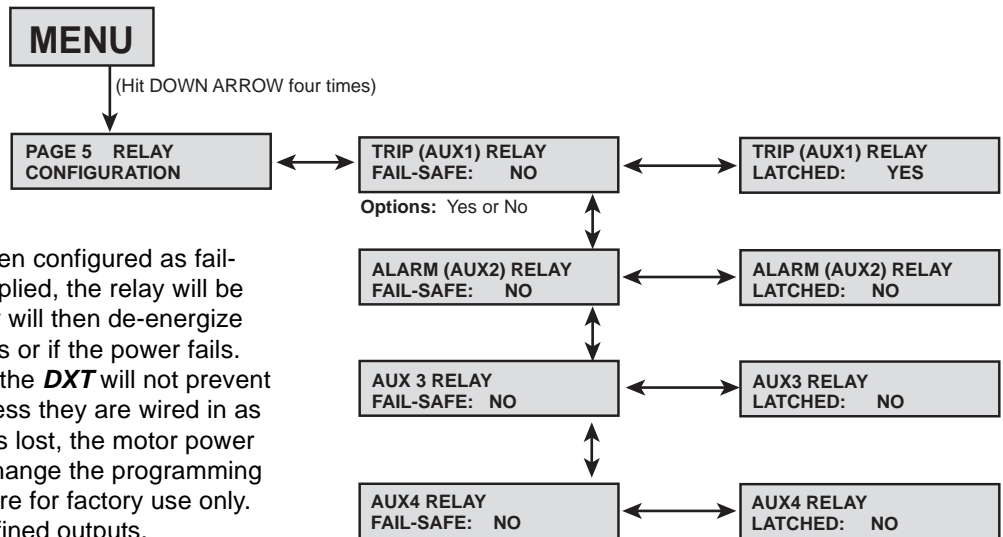 MENU
(Hit DOWN ARROW four times)
PAGE 5 RELAY
CONFIGURATION
TRIP (AUX1) RELAY
FAIL-SAFE: NO
TRIP (AUX1) RELAY
LATCHED: YES
Options: Yes or No
ALARM (AUX2) RELAY
FAIL-SAFE: NO
ALARM (AUX2) RELAY
LATCHED: NO
AUX 3 RELAY
FAIL-SAFE: NO
AUX3 RELAY
LATCHED: NO
AUX4 RELAY
FAIL-SAFE: NO
AUX4 RELAY
LATCHED: NO
en configured as fail-
plied, the relay will be
will then de-energize
s or if the power fails.
the DXT will not prevent
ess they are wired in as
s lost, the motor power
hange the programming
re for factory use only.
fined outputs.